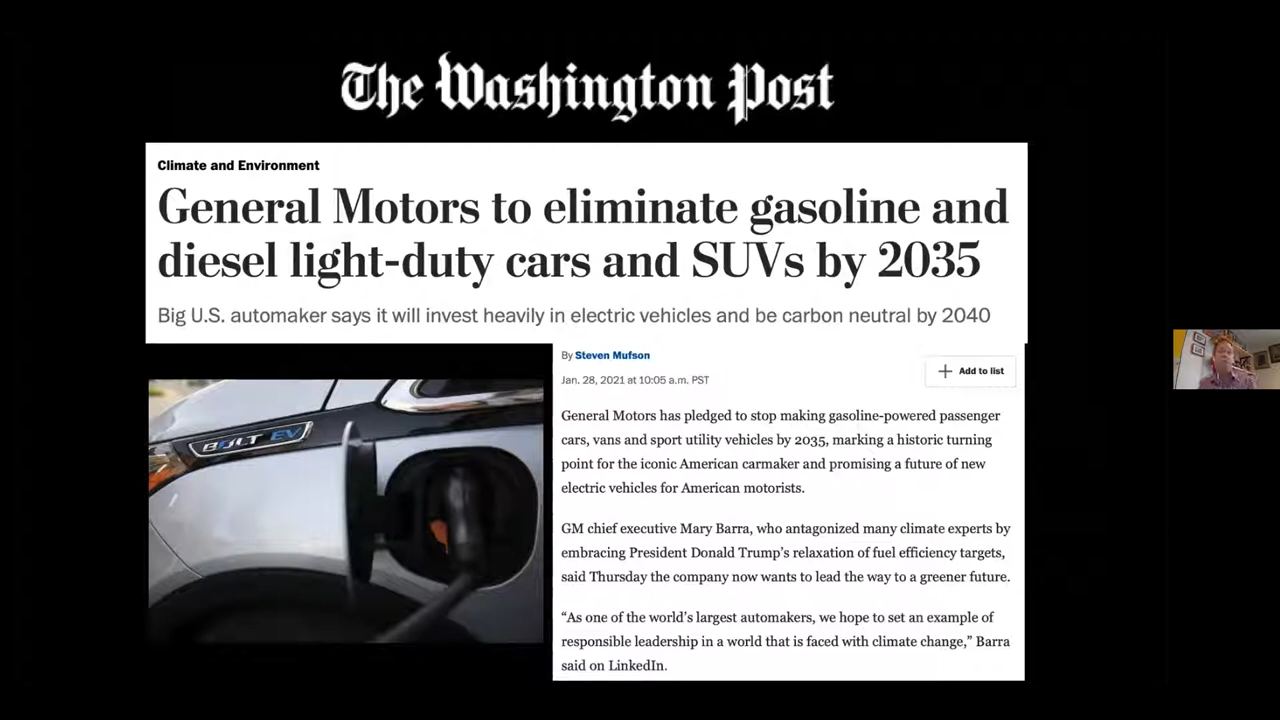 The Washington Post
Climate and Environment
General Motors to eliminate gasoline and
diesel light-duty cars and SUVs by 2035
Big U.S. automaker says it will invest heavily in electric vehicles and be carbon neutral by 2040
By Steven Mufson
Jan. 28, 2021 at 10:05 a.m. PST
+ Add to list
General Motors has pledged to stop making gasoline-powered passenger
cars, vans and sport utility vehicles by 2035, marking a historic turning
point for the iconic American carmaker and promising a future of new
electric vehicles for American motorists.
GM chief executive Mary Barra, who antagonized many climate experts by
embracing President Donald Trump’s relaxation of fuel efficiency targets,
said Thursday the company now wants to lead the way to a greener future.
“As one of the world’s largest automakers, we hope to set an example of
responsible leadership in a world that is faced with climate change,” Barra
said on LinkedIn.
BOLT EV